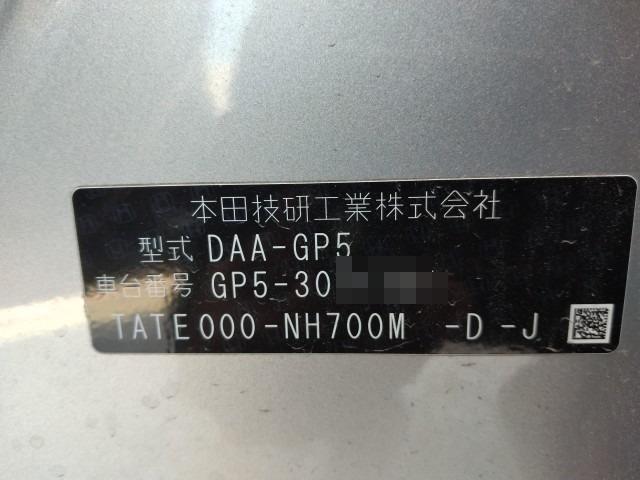 本田技研工業株式会社
型式 DAA-GP5
車台番号 GP5-30
TATE000-NH700M -D -J